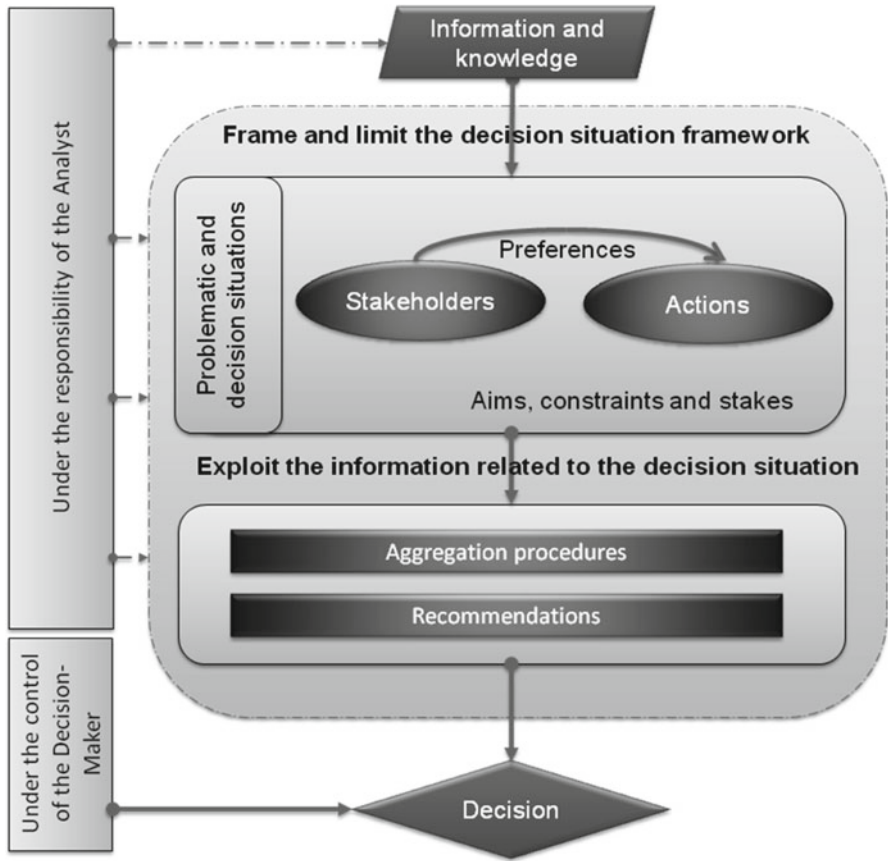 Information and
knowledge
Under the responsibility of the Analyst
Frame and limit the decision situation framework
Problematic and
decision situations
Preferences
Stakeholders
Actions
Aims, constraints and stakes
Exploit the information related to the decision situation
Aggregation procedures
Recommendations
Under the control
of the Decision-
Maker
Decision